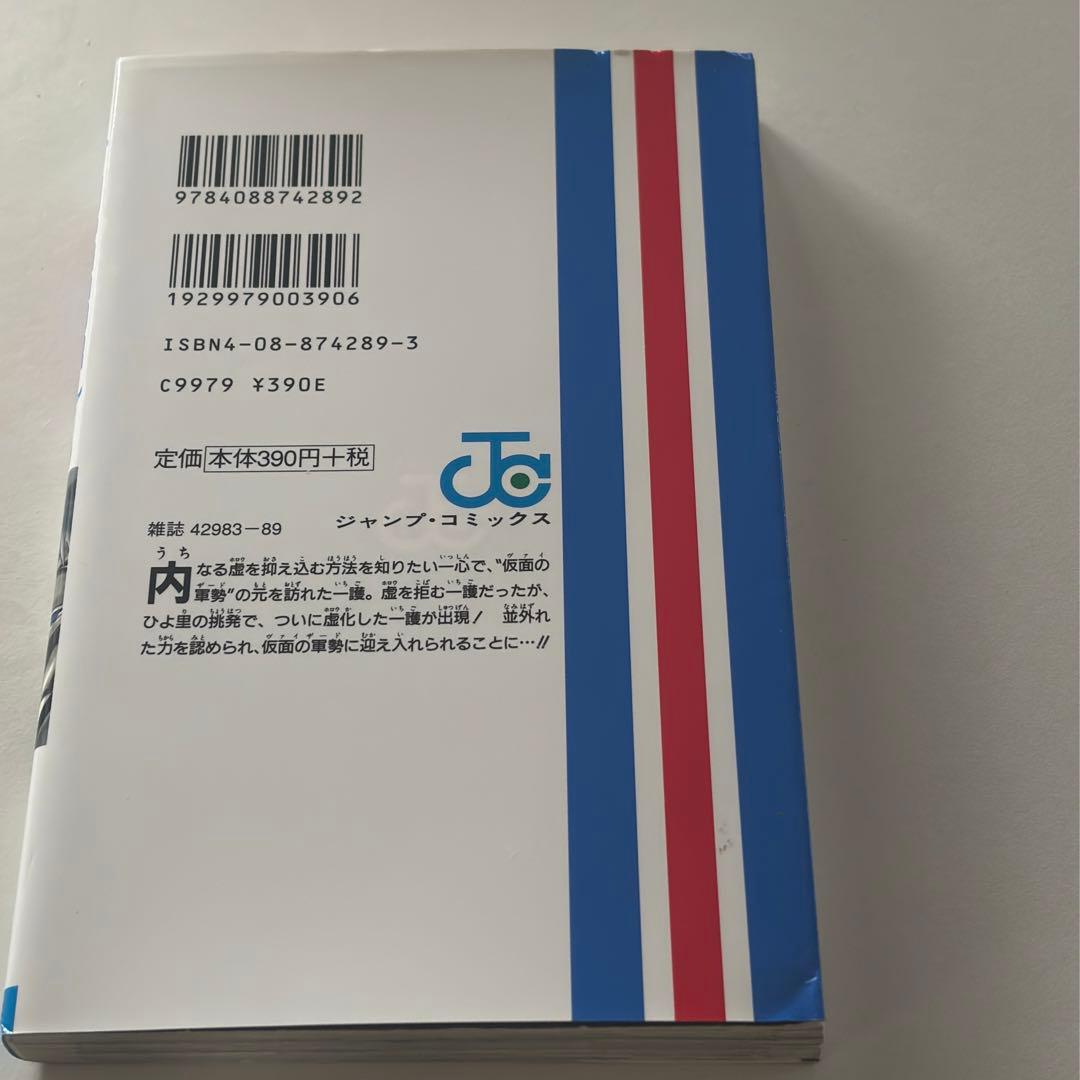 9784088742892
1929979003906
ISBN4-08-874289-3
C9979 ¥390E
定価 本体390円+税
雑誌 42983-89
ジャンプ・コミックス
内なる虚を抑え込む方法を知りたい一心で、“仮面の
軍勢”の元を訪れた一護。虚を拒む一護だったが、
ひよ里の挑発で、ついに虚化した一護が出現! 並外れ
た力を認められ、仮面の軍勢に迎え入れられることに…!!